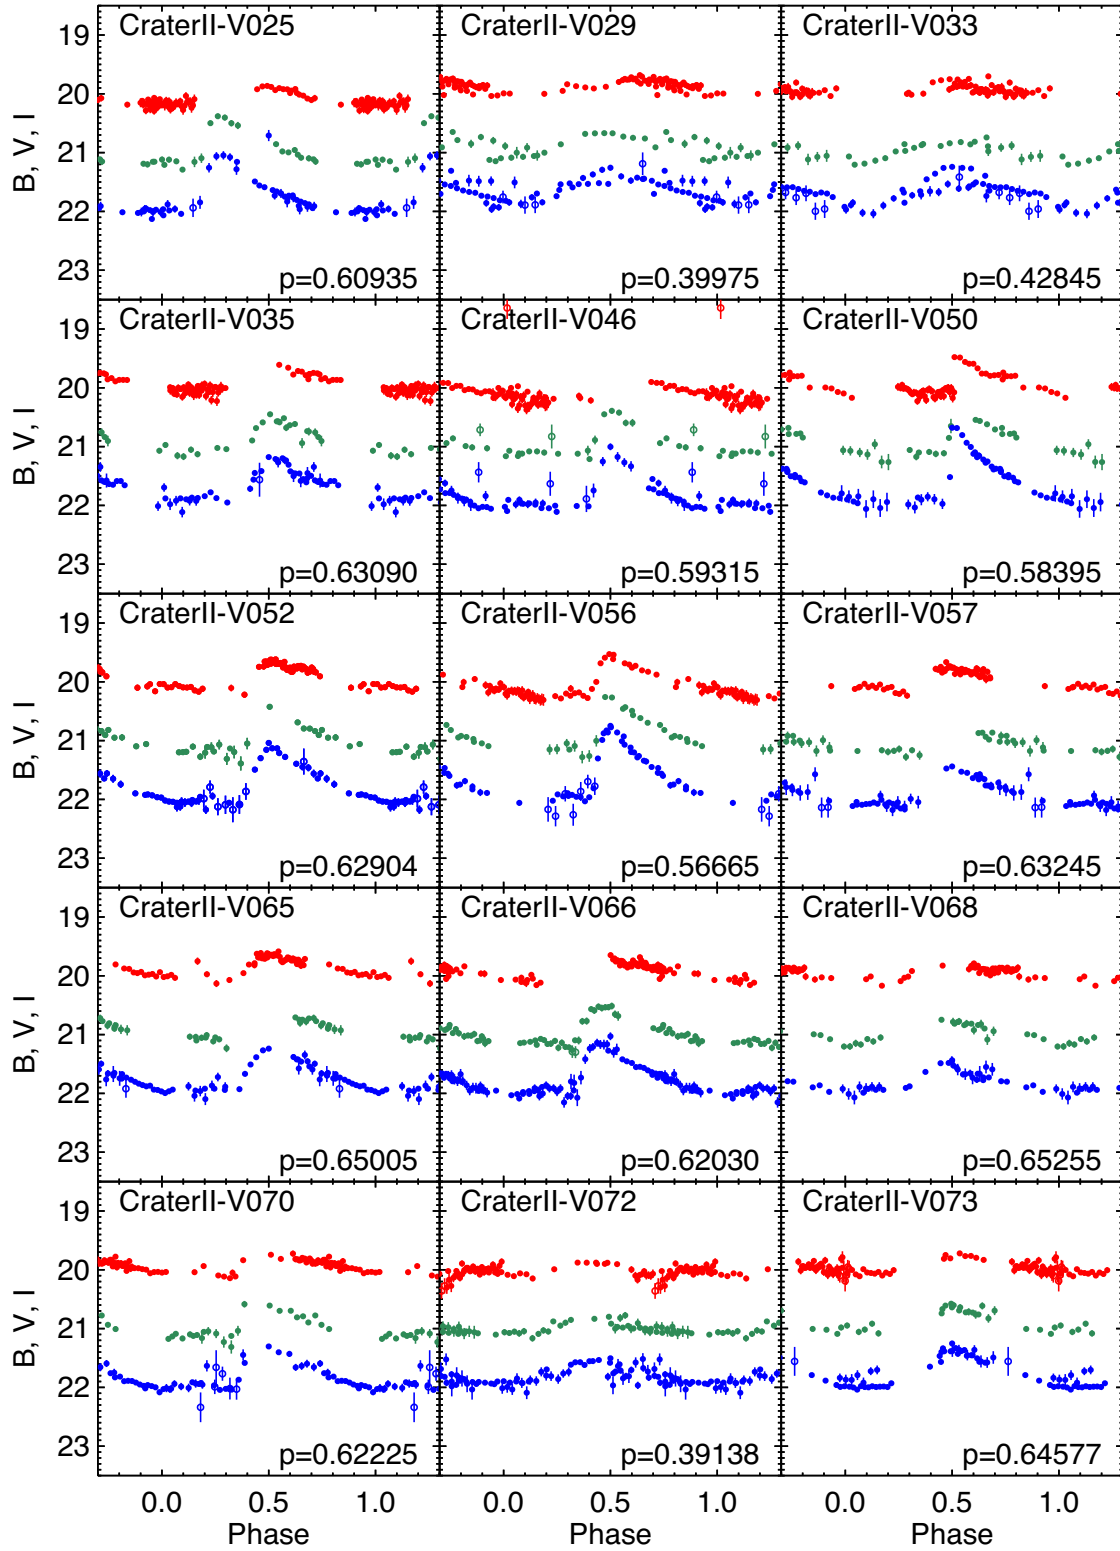 CraterII-V025 CraterII-V029 CraterII-V033
19
20
21
22
23
B, V, I
p=0.60935 p=0.39975 p=0.42845
CraterII-V035 CraterII-V046 CraterII-V050
19
20
21
22
23
B, V, I
p=0.63090 p=0.59315 p=0.58395
CraterII-V052 CraterII-V056 CraterII-V057
19
20
21
22
23
B, V, I
p=0.62904 p=0.56665 p=0.63245
CraterII-V065 CraterII-V066 CraterII-V068
19
20
21
22
23
B, V, I
p=0.65005 p=0.62030 p=0.65255
CraterII-V070 CraterII-V072 CraterII-V073
19
20
21
22
23
B, V, I
p=0.62225 p=0.39138 p=0.64577
0.0 0.5 1.0 0.0 0.5 1.0 0.0 0.5 1.0
Phase Phase Phase